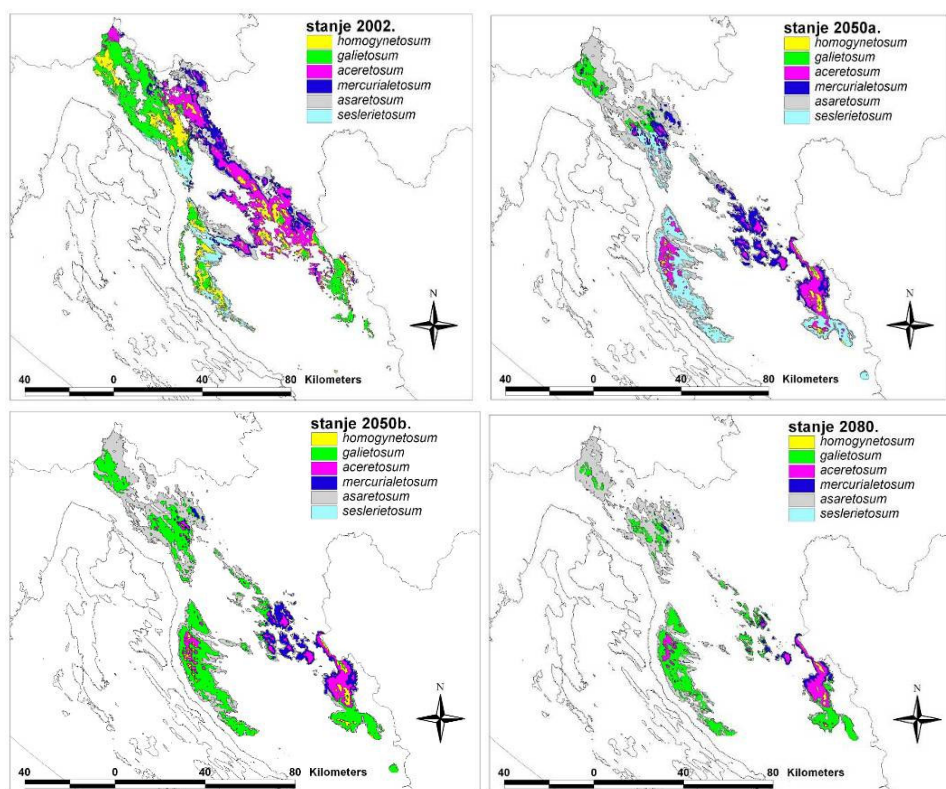 stanje 2002.
homogynetosum
galietosum
aceretosum
mercurialetosum
asaretosum
seslerietosum
N
40 0 40 80 Kilometers
stanje 2050a.
homogynetosum
galietosum
aceretosum
mercurialetosum
asaretosum
seslerietosum
N
40 0 40 80 Kilometers
stanje 2050b.
homogynetosum
galietosum
aceretosum
mercurialetosum
asaretosum
seslerietosum
N
40 0 40 80 Kilometers
stanje 2080.
homogynetosum
galietosum
aceretosum
mercurialetosum
asaretosum
seslerietosum
N
40 0 40 80 Kilometers